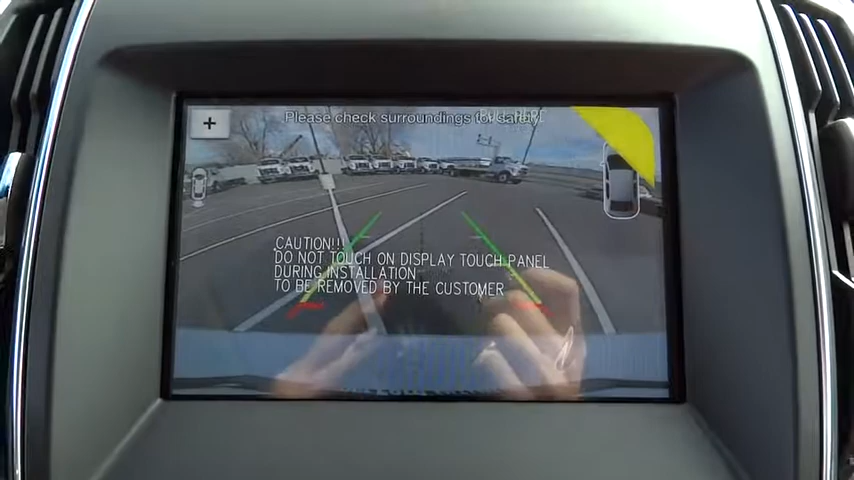 Please check surroundings for safety.
CAUTION!!!
DO NOT TOUCH ON DISPLAY TOUCH PANEL
DURING INSTALLATION
TO BE REMOVED BY THE CUSTOMER